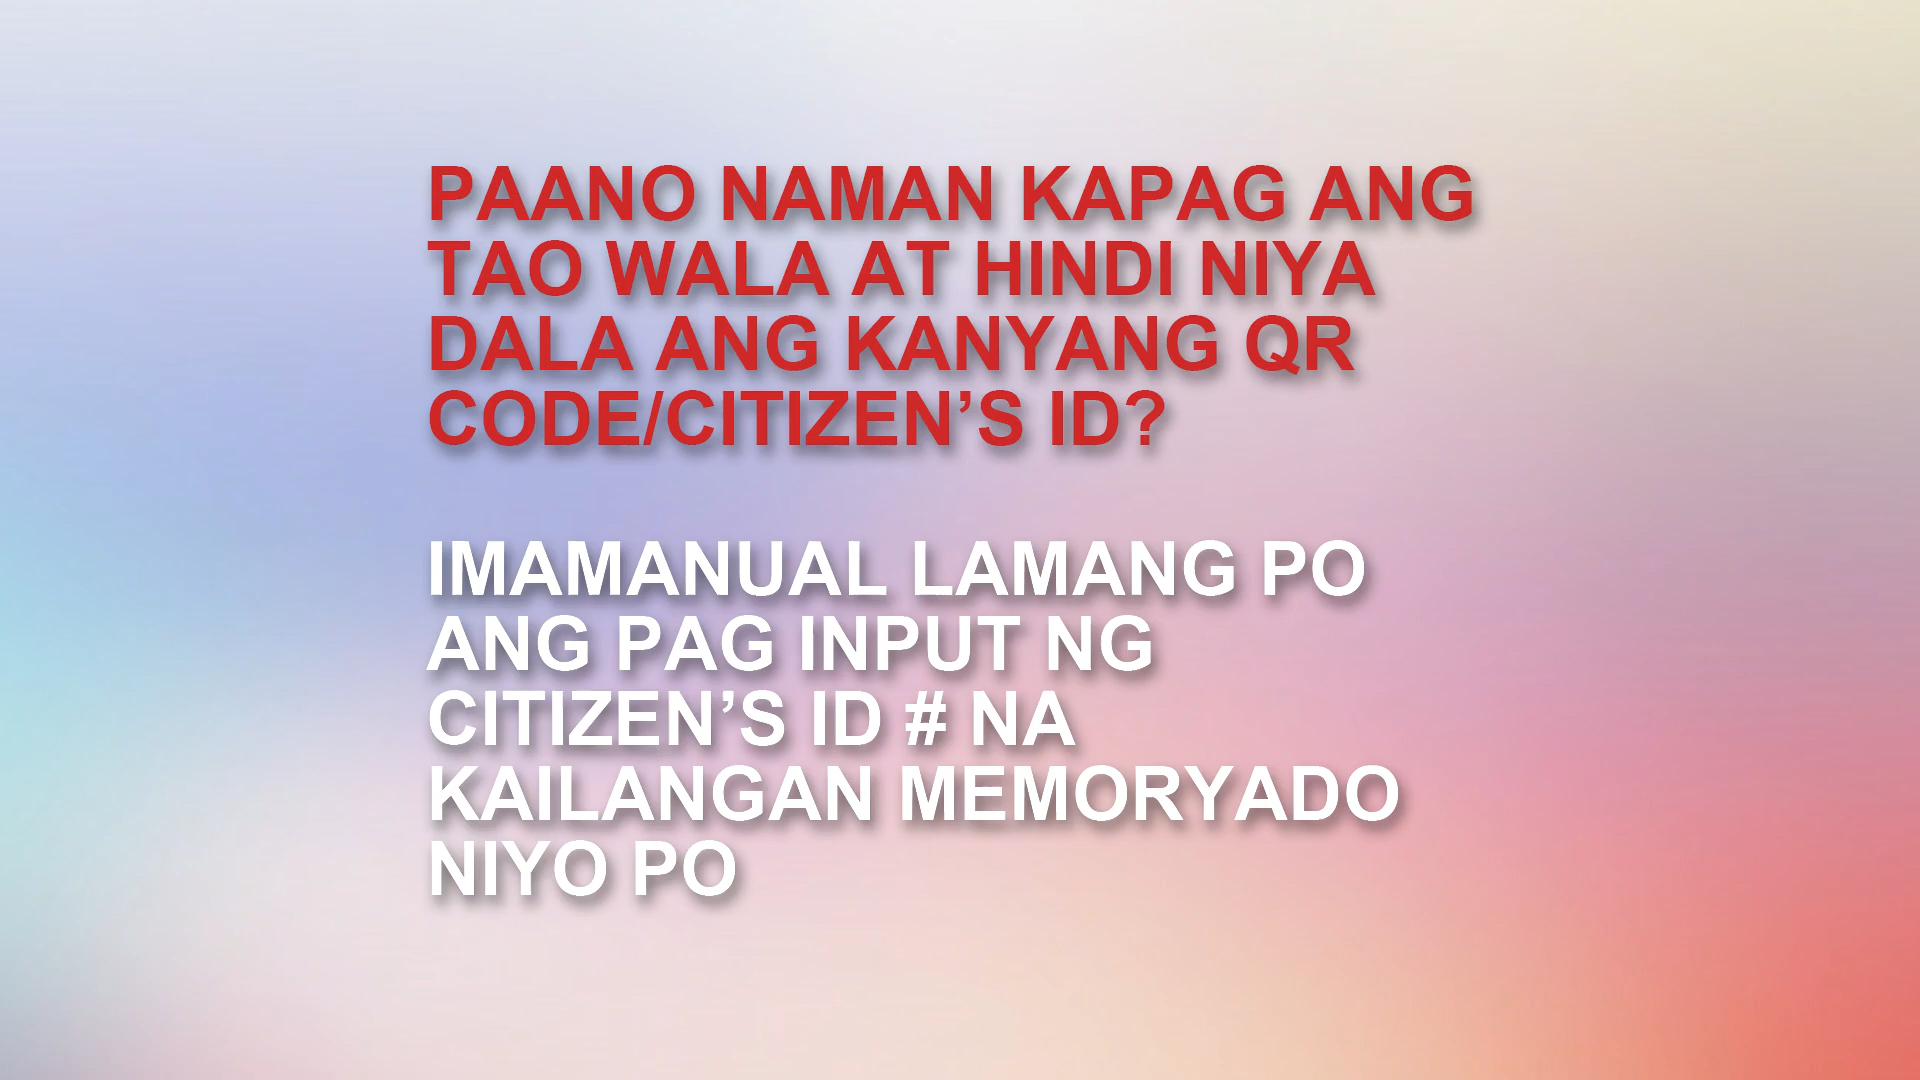 PAANO NAMAN KAPAG ANG
TAO WALA AT HINDI NIYA
DALA ANG KANYANG QR
CODE/CITIZEN’S ID?
IMAMANUAL LAMANG PO
ANG PAG INPUT NG
CITIZEN’S ID # NA
KAILANGAN MEMORYADO
NIYO PO